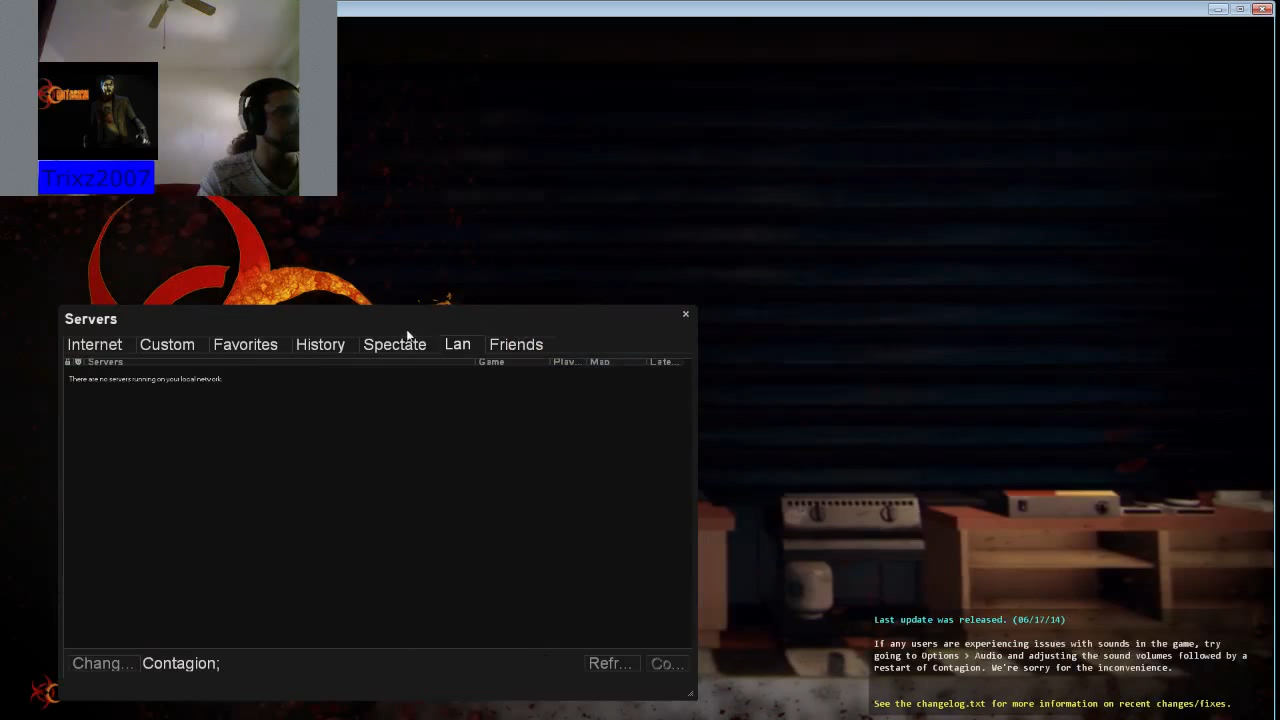 Trixz2007
Servers
Internet Custom Favorites History Spectate Lan Friends
Servers Game Play... Map Late...
There are no servers running on your local network.
Chang... Contagion; Refr... Co...
Last update was released. (06/17/14)
If any users are experiencing issues with sounds in the game, try
going to Options > Audio and adjusting the sound volumes followed by a
restart of Contagion. We're sorry for the inconvenience.
See the changelog.txt for more information on recent changes/fixes.